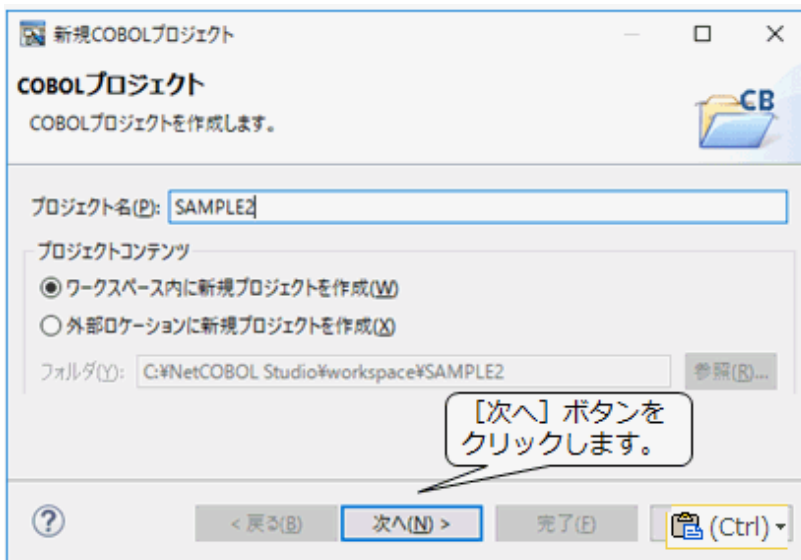 新規COBOLプロジェクト
COBOLプロジェクト
COBOLプロジェクトを作成します。
CB
プロジェクト名(P): SAMPLE2
プロジェクトコンテンツ
ワークスペース内に新規プロジェクトを作成(W)
外部ロケーションに新規プロジェクトを作成(X)
フォルダ(Y): C:¥NetCOBOL Studio¥workspace¥SAMPLE2 参照(R)...
［次へ］ボタンを
クリックします。
? < 戻る(B) 次へ(N) > 完了(F) (Ctrl)